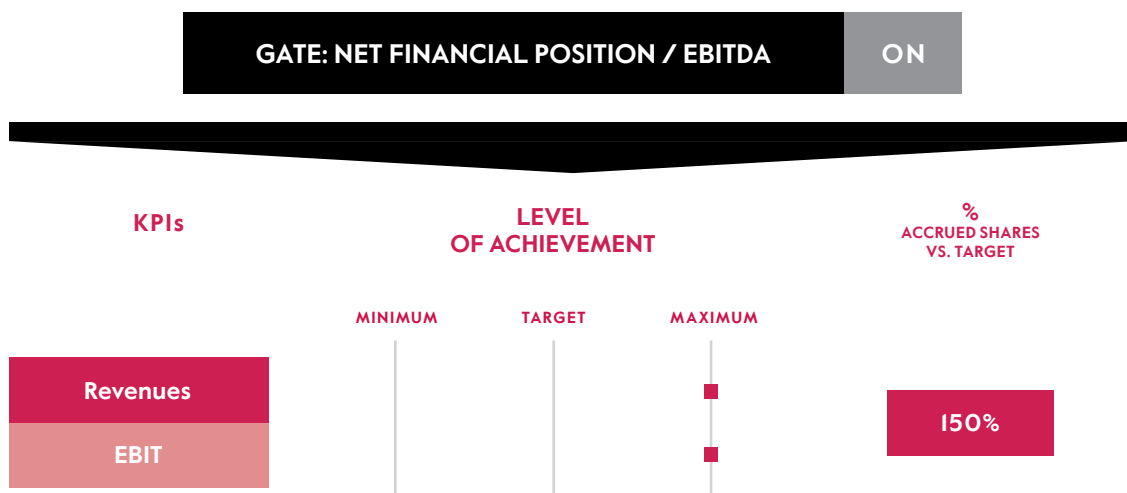 GATE: NET FINANCIAL POSITION / EBITDA
ON
KPIs
LEVEL
OF ACHIEVEMENT
%
ACCRUED SHARES
VS. TARGET
MINIMUM
TARGET
MAXIMUM
Revenues
150%
EBIT